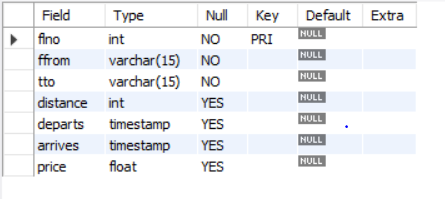 Field Type Null Key Default Extra
flno int NO PRI NULL
ffrom varchar(15) NO NULL
tto varchar(15) NO NULL
distance int YES NULL
departs timestamp YES NULL
arrives timestamp YES NULL
price float YES NULL